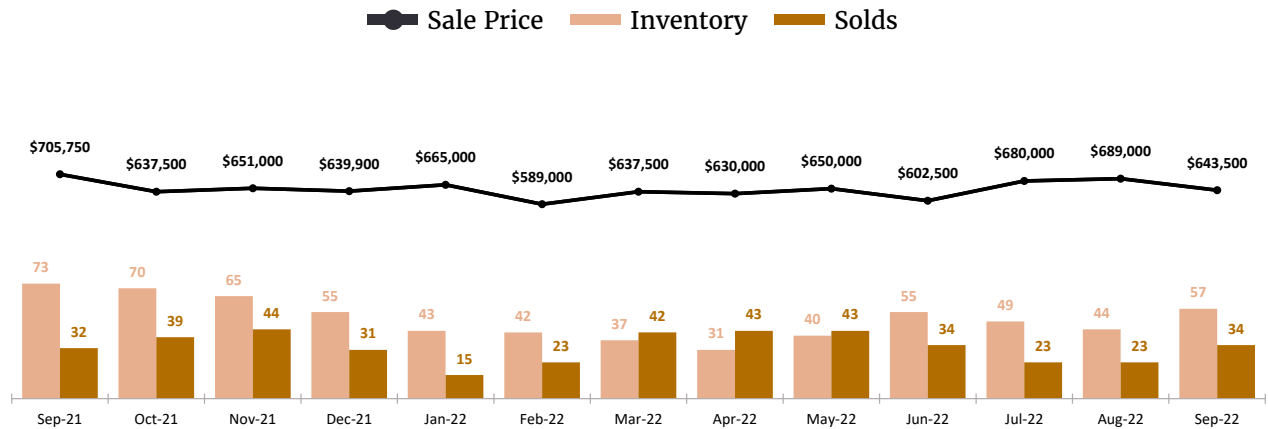 Sale Price Inventory Solds
$705,750 $637,500 $651,000 $639,900 $665,000 $589,000 $637,500 $630,000 $650,000 $602,500 $680,000 $689,000 $643,500
73 70 65 55 43 42 37 31 40 55 49 44 57
32 39 44 31 15 23 42 43 43 34 23 23 34
Sep-21 Oct-21 Nov-21 Dec-21 Jan-22 Feb-22 Mar-22 Apr-22 May-22 Jun-22 Jul-22 Aug-22 Sep-22